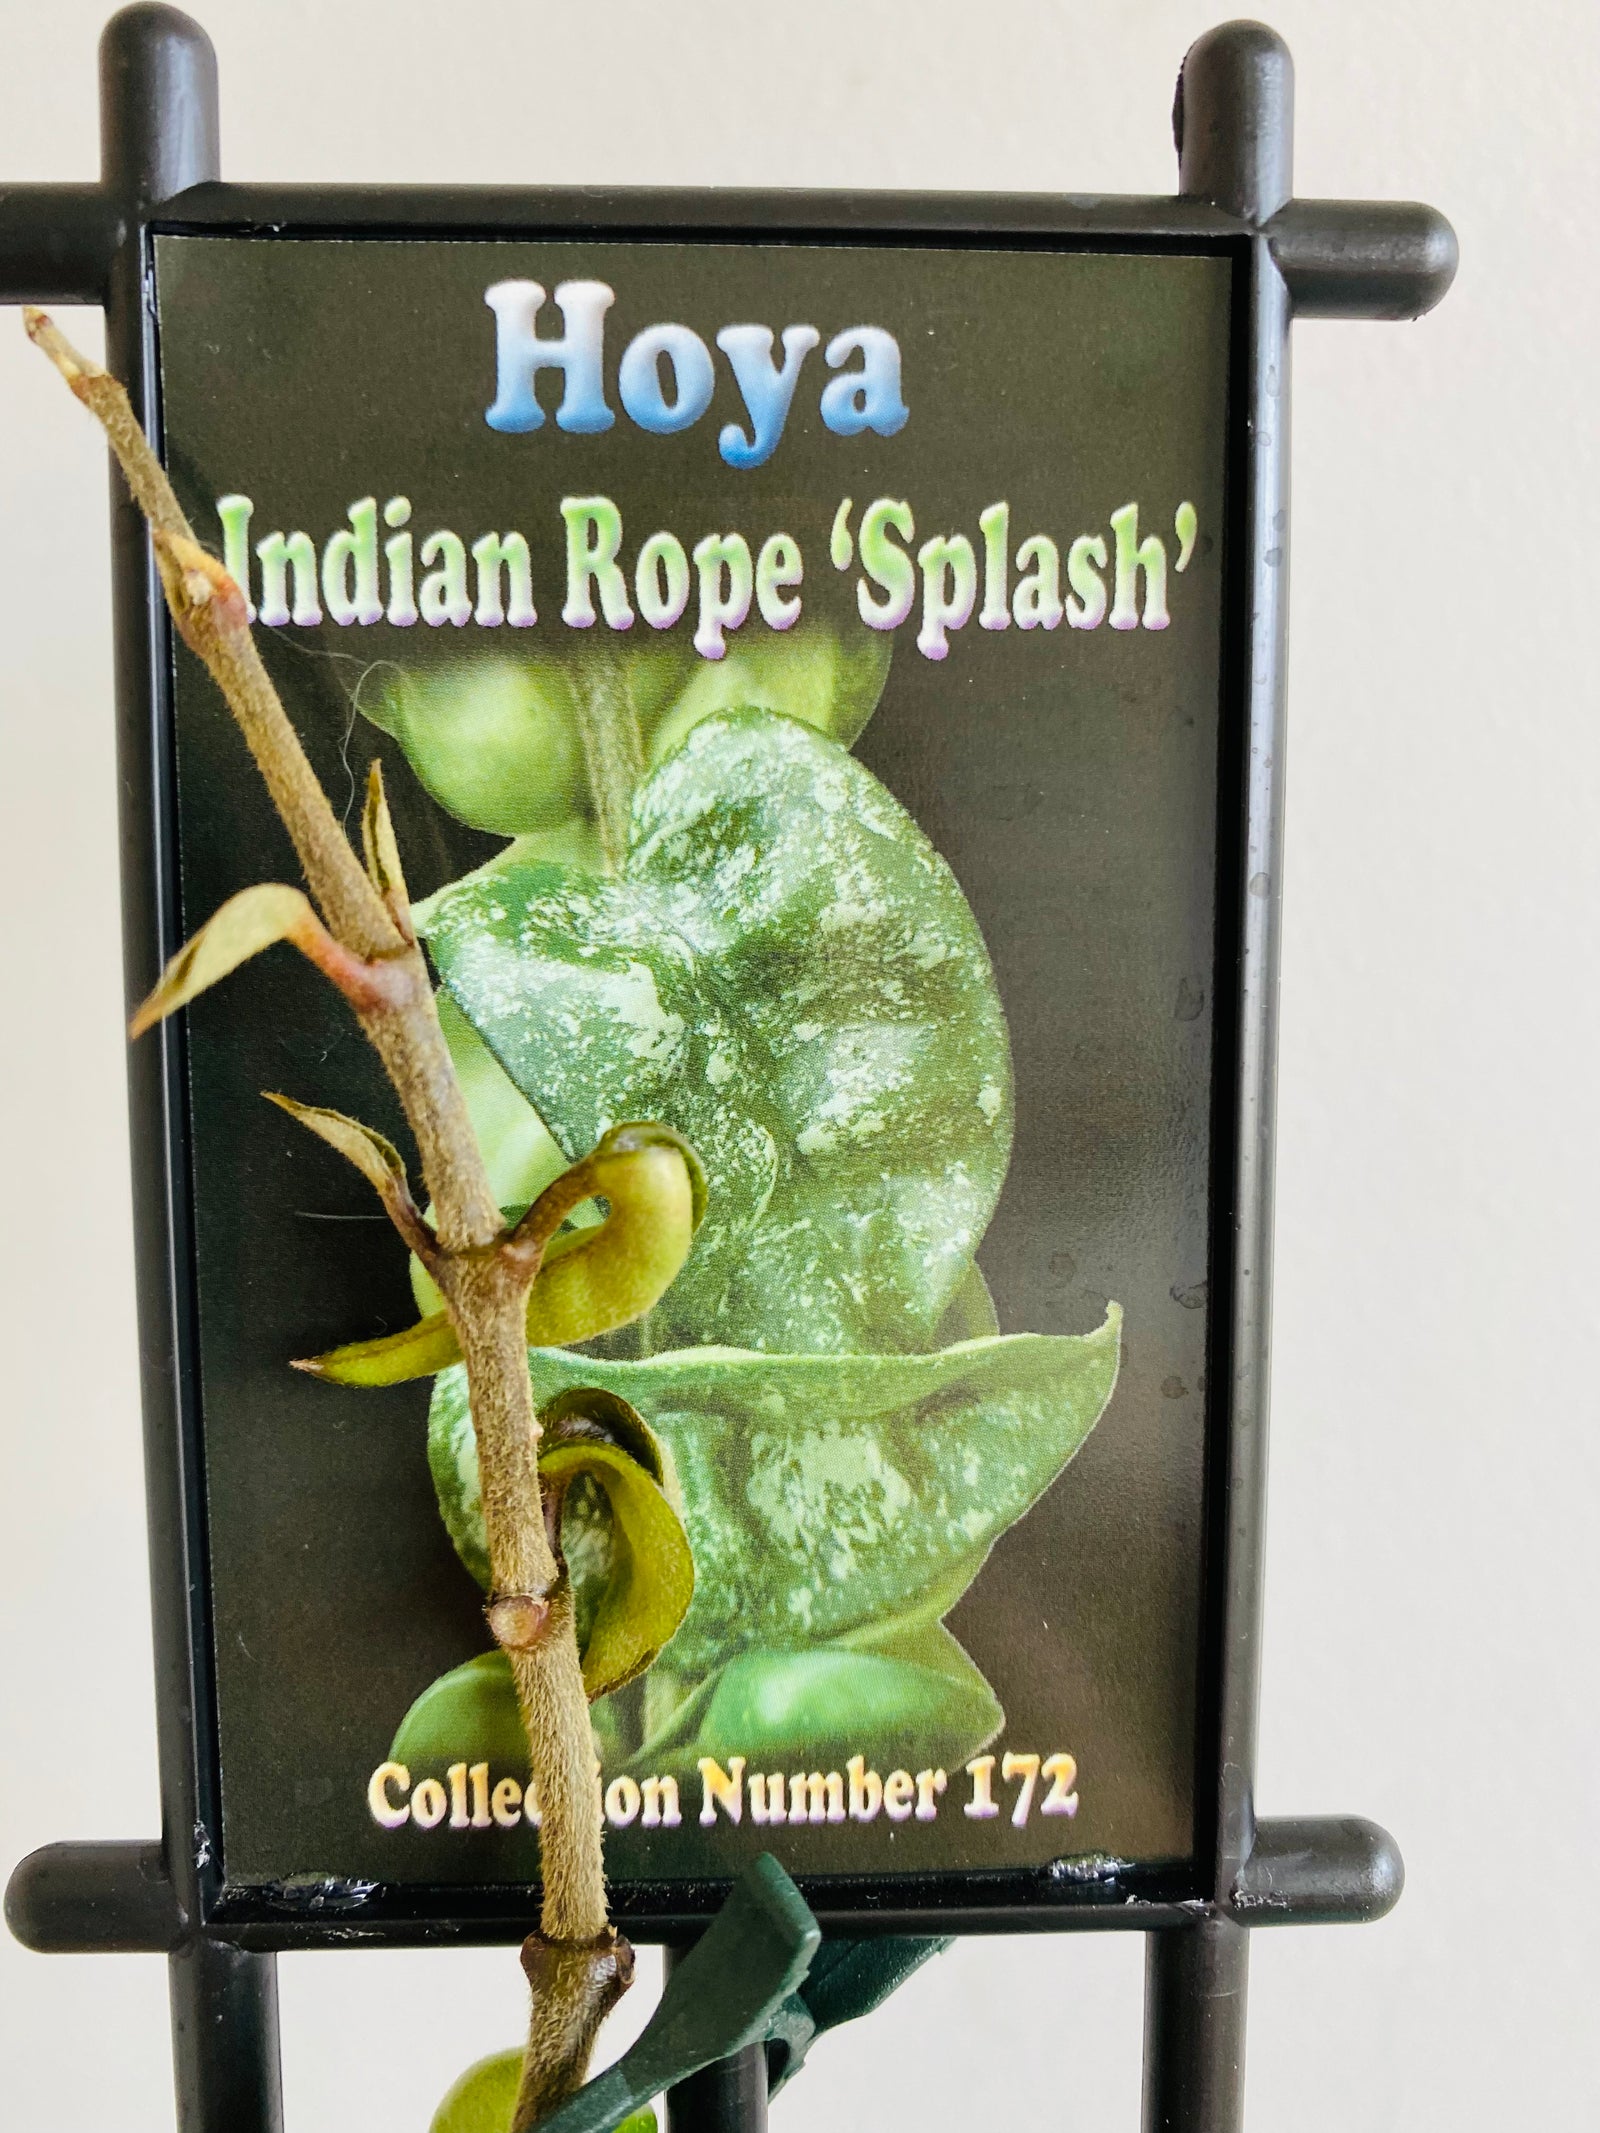 Hoya
Indian Rope ‘Splash’
Collection Number 172